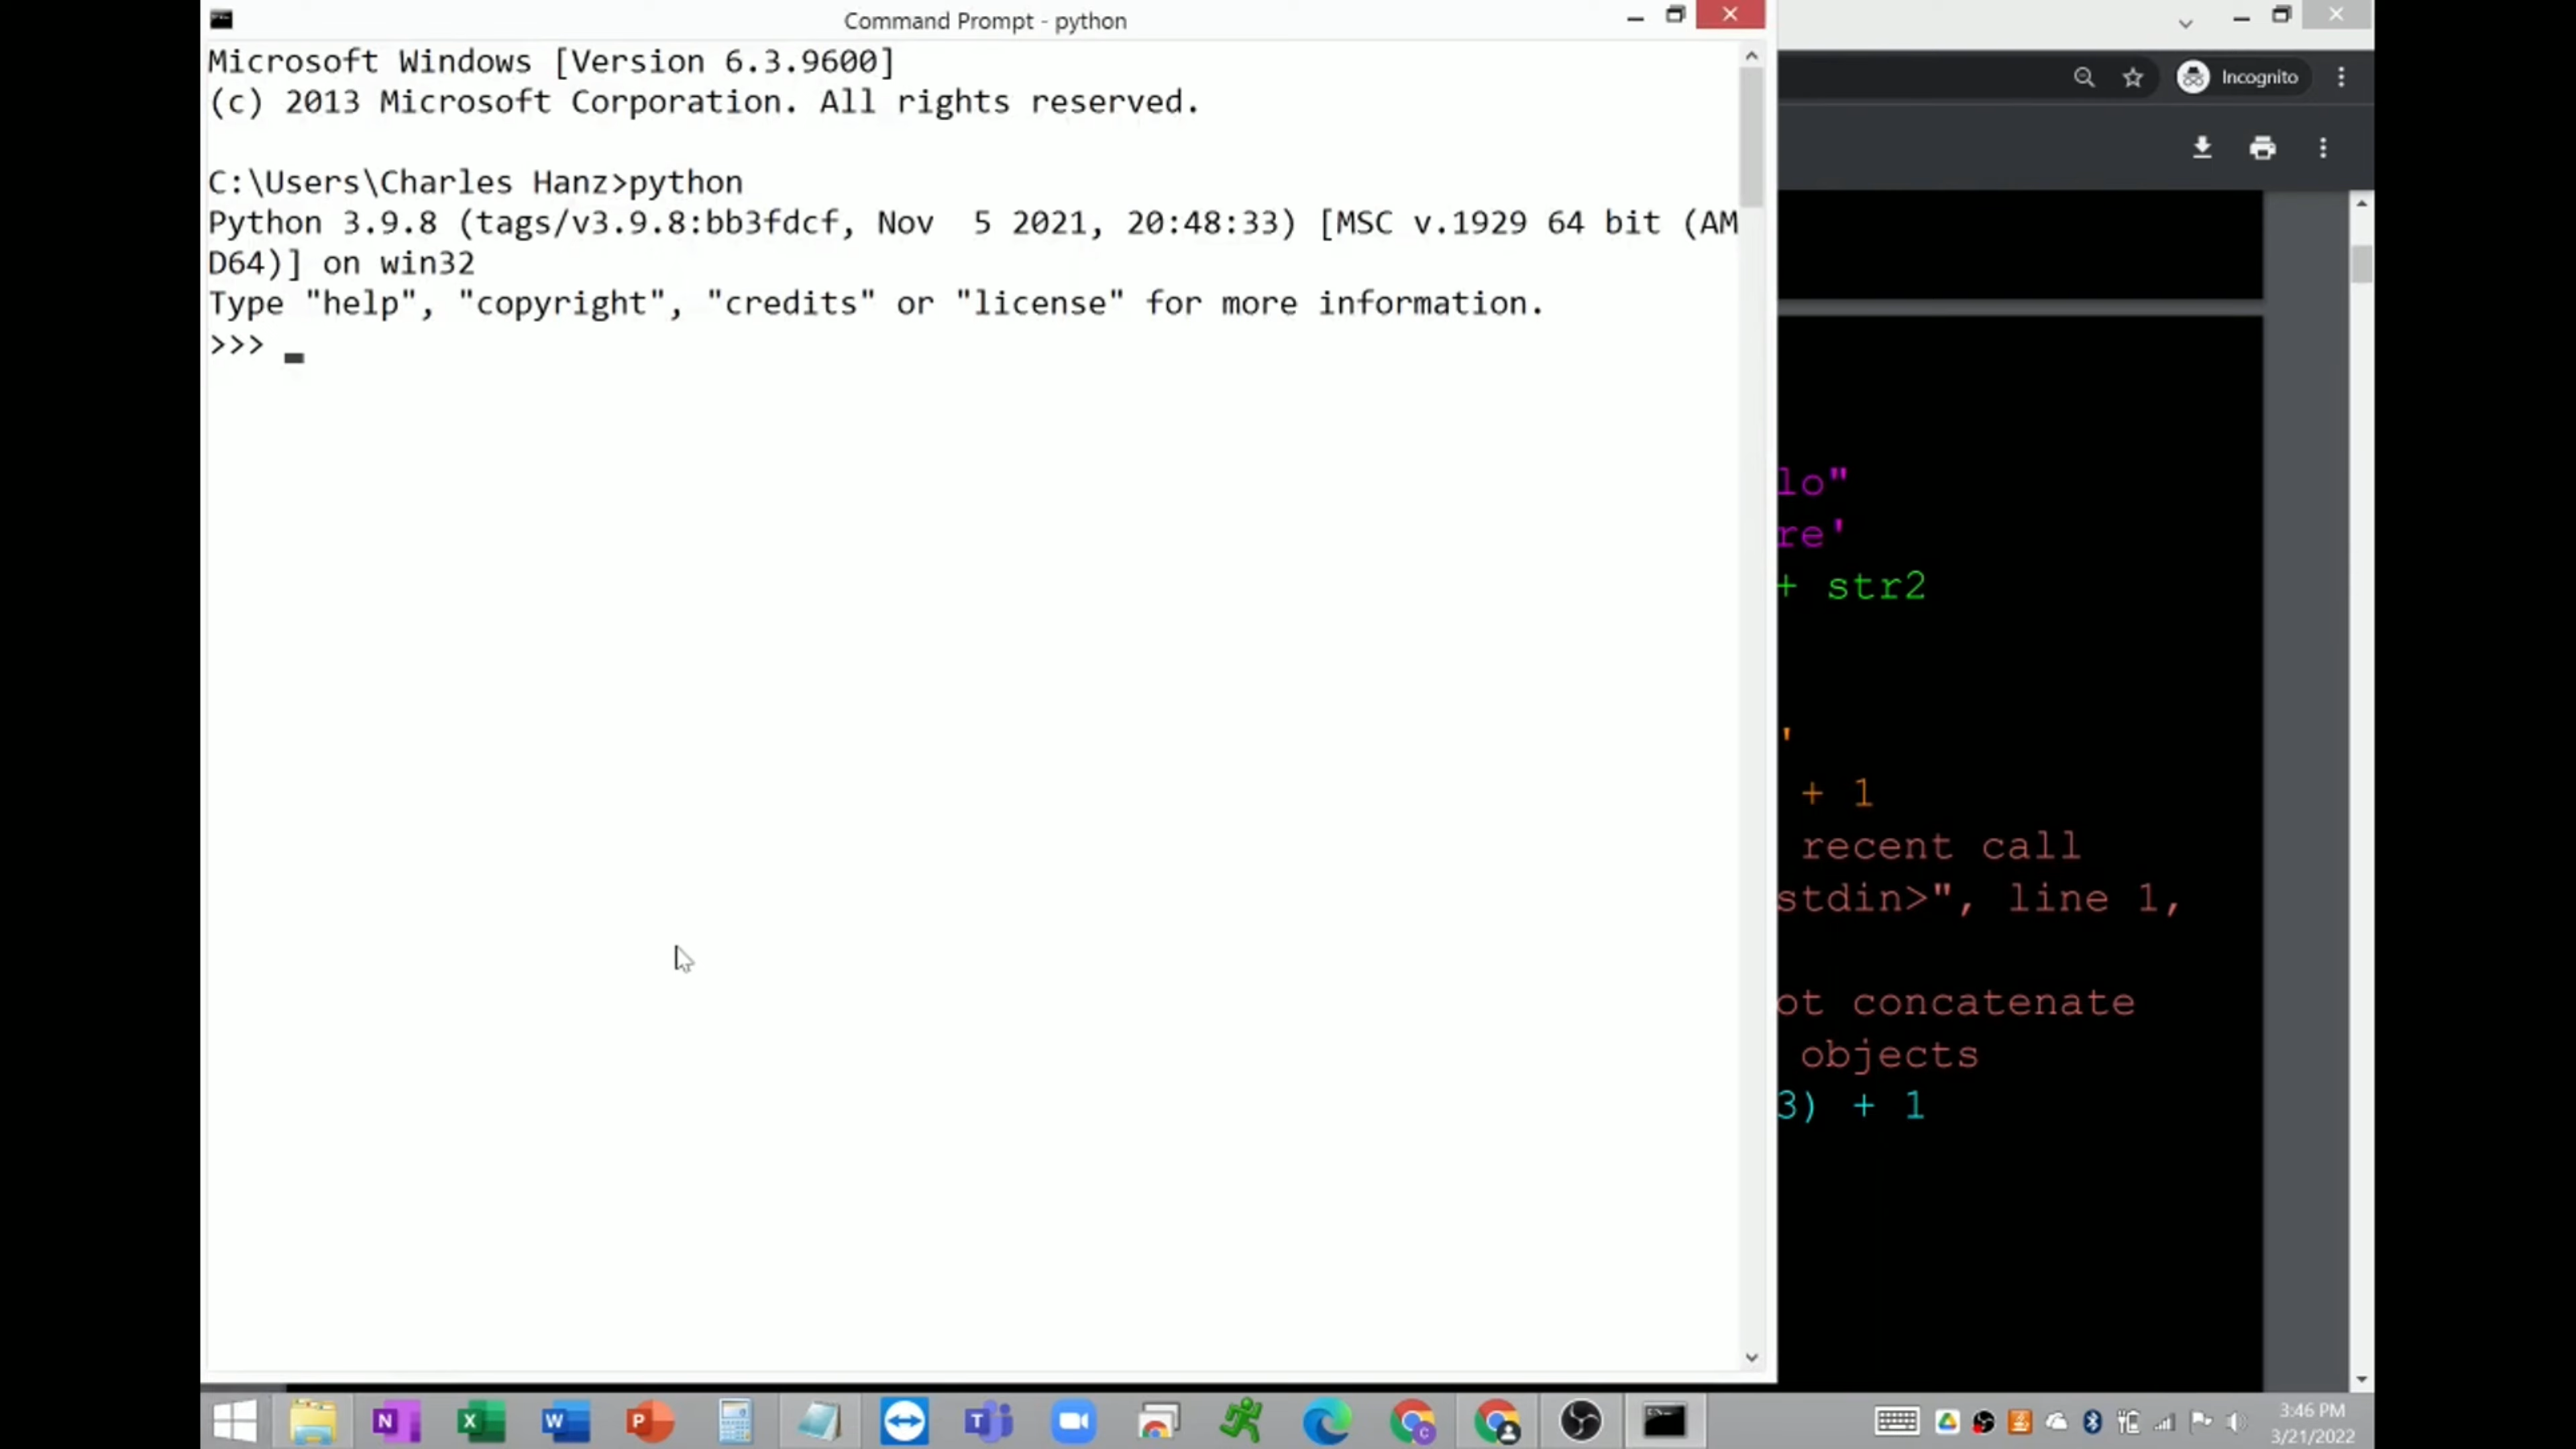 Command Prompt - python
Microsoft Windows [Version 6.3.9600]
(c) 2013 Microsoft Corporation. All rights reserved.
C:\Users\Charles Hanz>python
Python 3.9.8 (tags/v3.9.8:bb3fdcf, Nov  5 2021, 20:48:33) [MSC v.1929 64 bit (AM
D64)] on win32
Type "help", "copyright", "credits" or "license" for more information.
>>> _
Incognito
lo"
re'
+ str2
'
+ 1
recent call
stdin>", line 1,
ot concatenate
objects
3) + 1
3:46 PM
3/21/2022